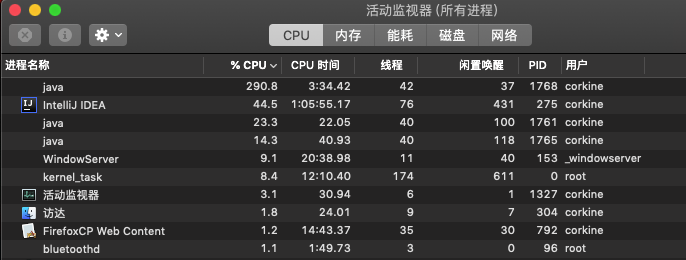 活动监视器 (所有进程)
CPU 内存 能耗 磁盘 网络
进程名称 % CPU CPU 时间 线程 闲置唤醒 PID 用户
java 290.8 3:34.42 42 37 1768 corkine
IntelliJ IDEA 44.5 1:05:55.17 76 431 275 corkine
java 23.3 22.05 40 100 1761 corkine
java 14.3 40.93 40 118 1765 corkine
WindowServer 9.1 20:38.98 11 40 153 _windowserver
kernel_task 8.4 12:10.40 174 611 0 root
活动监视器 3.1 30.94 6 1 1327 corkine
访达 1.8 24.01 9 7 304 corkine
FirefoxCP Web Content 1.2 14:43.37 35 30 792 corkine
bluetoothd 1.1 1:49.73 3 0 96 root